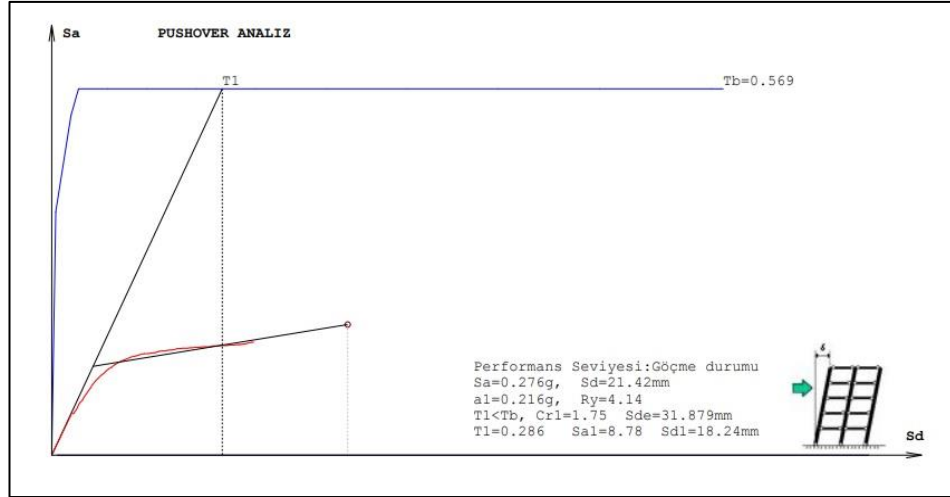 Sa
PUSHOVER ANALIZ
T1
Tb=0.569
Performans Seviyesi:Göçme durumu
Sa=0.276g, Sd=21.42mm
a1=0.216g, Ry=4.14
T1<Tb, Cr1=1.75 Sde=31.879mm
T1=0.286 Sa1=8.78 Sd1=18.24mm
δ
Sd